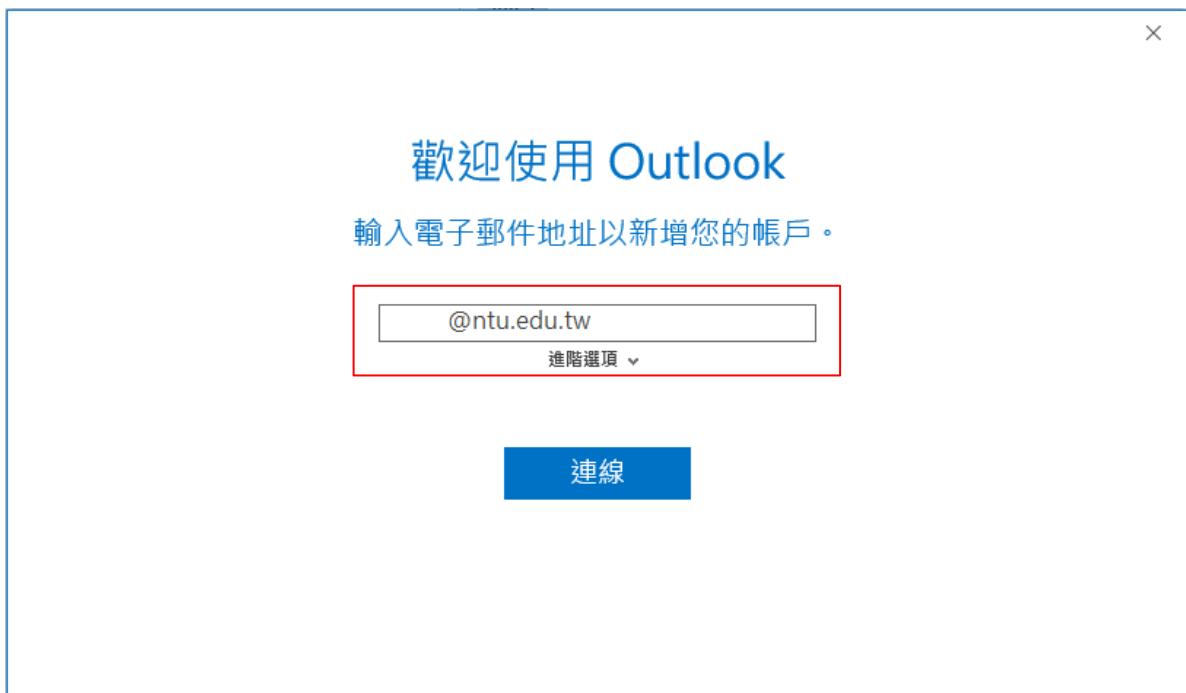 歡迎使用 Outlook
輸入電子郵件地址以新增您的帳戶。
@ntu.edu.tw
進階選項
連線